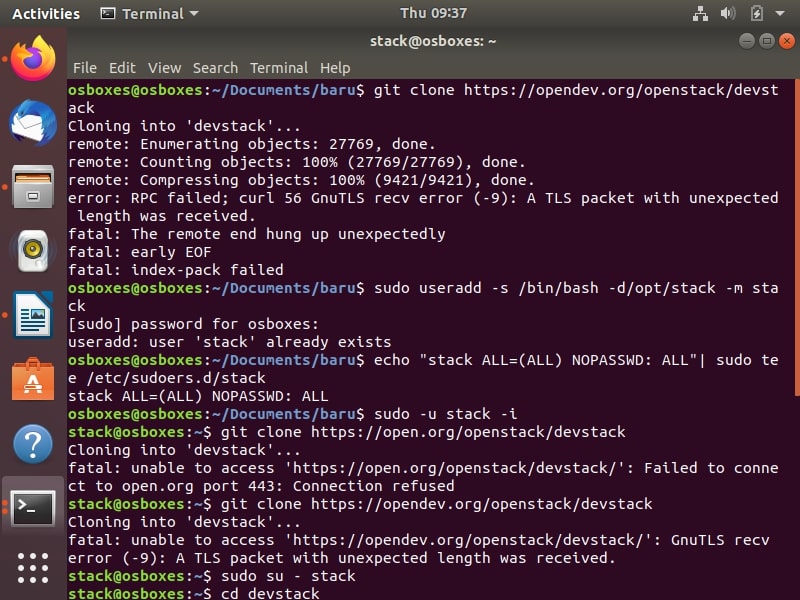 Activities Terminal Thu 09:37
stack@osboxes: ~
File Edit View Search Terminal Help
osboxes@osboxes:~/Documents/baru$ git clone https://opendev.org/openstack/devst
ack
Cloning into 'devstack'...
remote: Enumerating objects: 27769, done.
remote: Counting objects: 100% (27769/27769), done.
remote: Compressing objects: 100% (9421/9421), done.
error: RPC failed; curl 56 GnuTLS recv error (-9): A TLS packet with unexpected
 length was received.
fatal: The remote end hung up unexpectedly
fatal: early EOF
fatal: index-pack failed
osboxes@osboxes:~/Documents/baru$ sudo useradd -s /bin/bash -d/opt/stack -m sta
ck
[sudo] password for osboxes:
useradd: user 'stack' already exists
osboxes@osboxes:~/Documents/baru$ echo "stack ALL=(ALL) NOPASSWD: ALL"| sudo te
e /etc/sudoers.d/stack
stack ALL=(ALL) NOPASSWD: ALL
osboxes@osboxes:~/Documents/baru$ sudo -u stack -i
stack@osboxes:~$ git clone https://open.org/openstack/devstack
Cloning into 'devstack'...
fatal: unable to access 'https://open.org/openstack/devstack/': Failed to conne
ct to open.org port 443: Connection refused
stack@osboxes:~$ git clone https://opendev.org/openstack/devstack
Cloning into 'devstack'...
fatal: unable to access 'https://opendev.org/openstack/devstack/': GnuTLS recv
error (-9): A TLS packet with unexpected length was received.
stack@osboxes:~$ sudo su - stack
stack@osboxes:~$ cd devstack